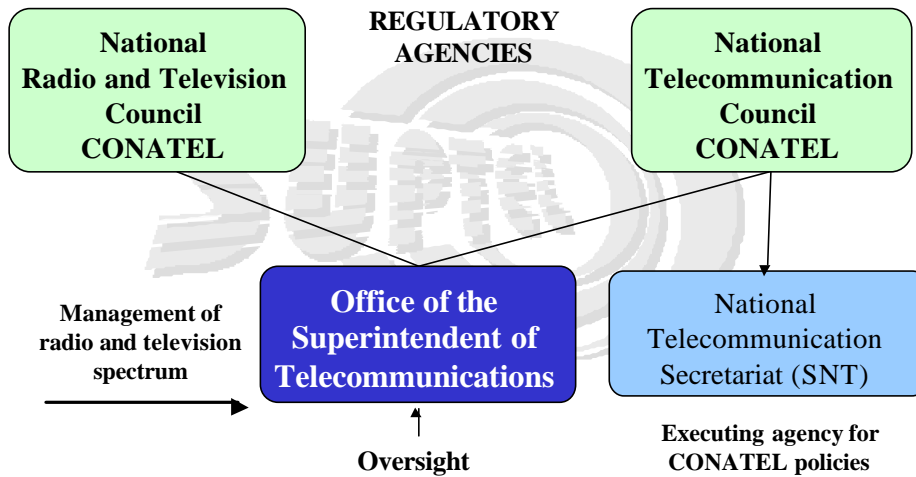 REGULATORY
AGENCIES
National
Radio and Television
Council
CONATEL
National
Telecommunication
Council
CONATEL
Management of
radio and television
spectrum
Office of the
Superintendent of
Telecommunications
National
Telecommunication
Secretariat (SNT)
Oversight
Executing agency for
CONATEL policies